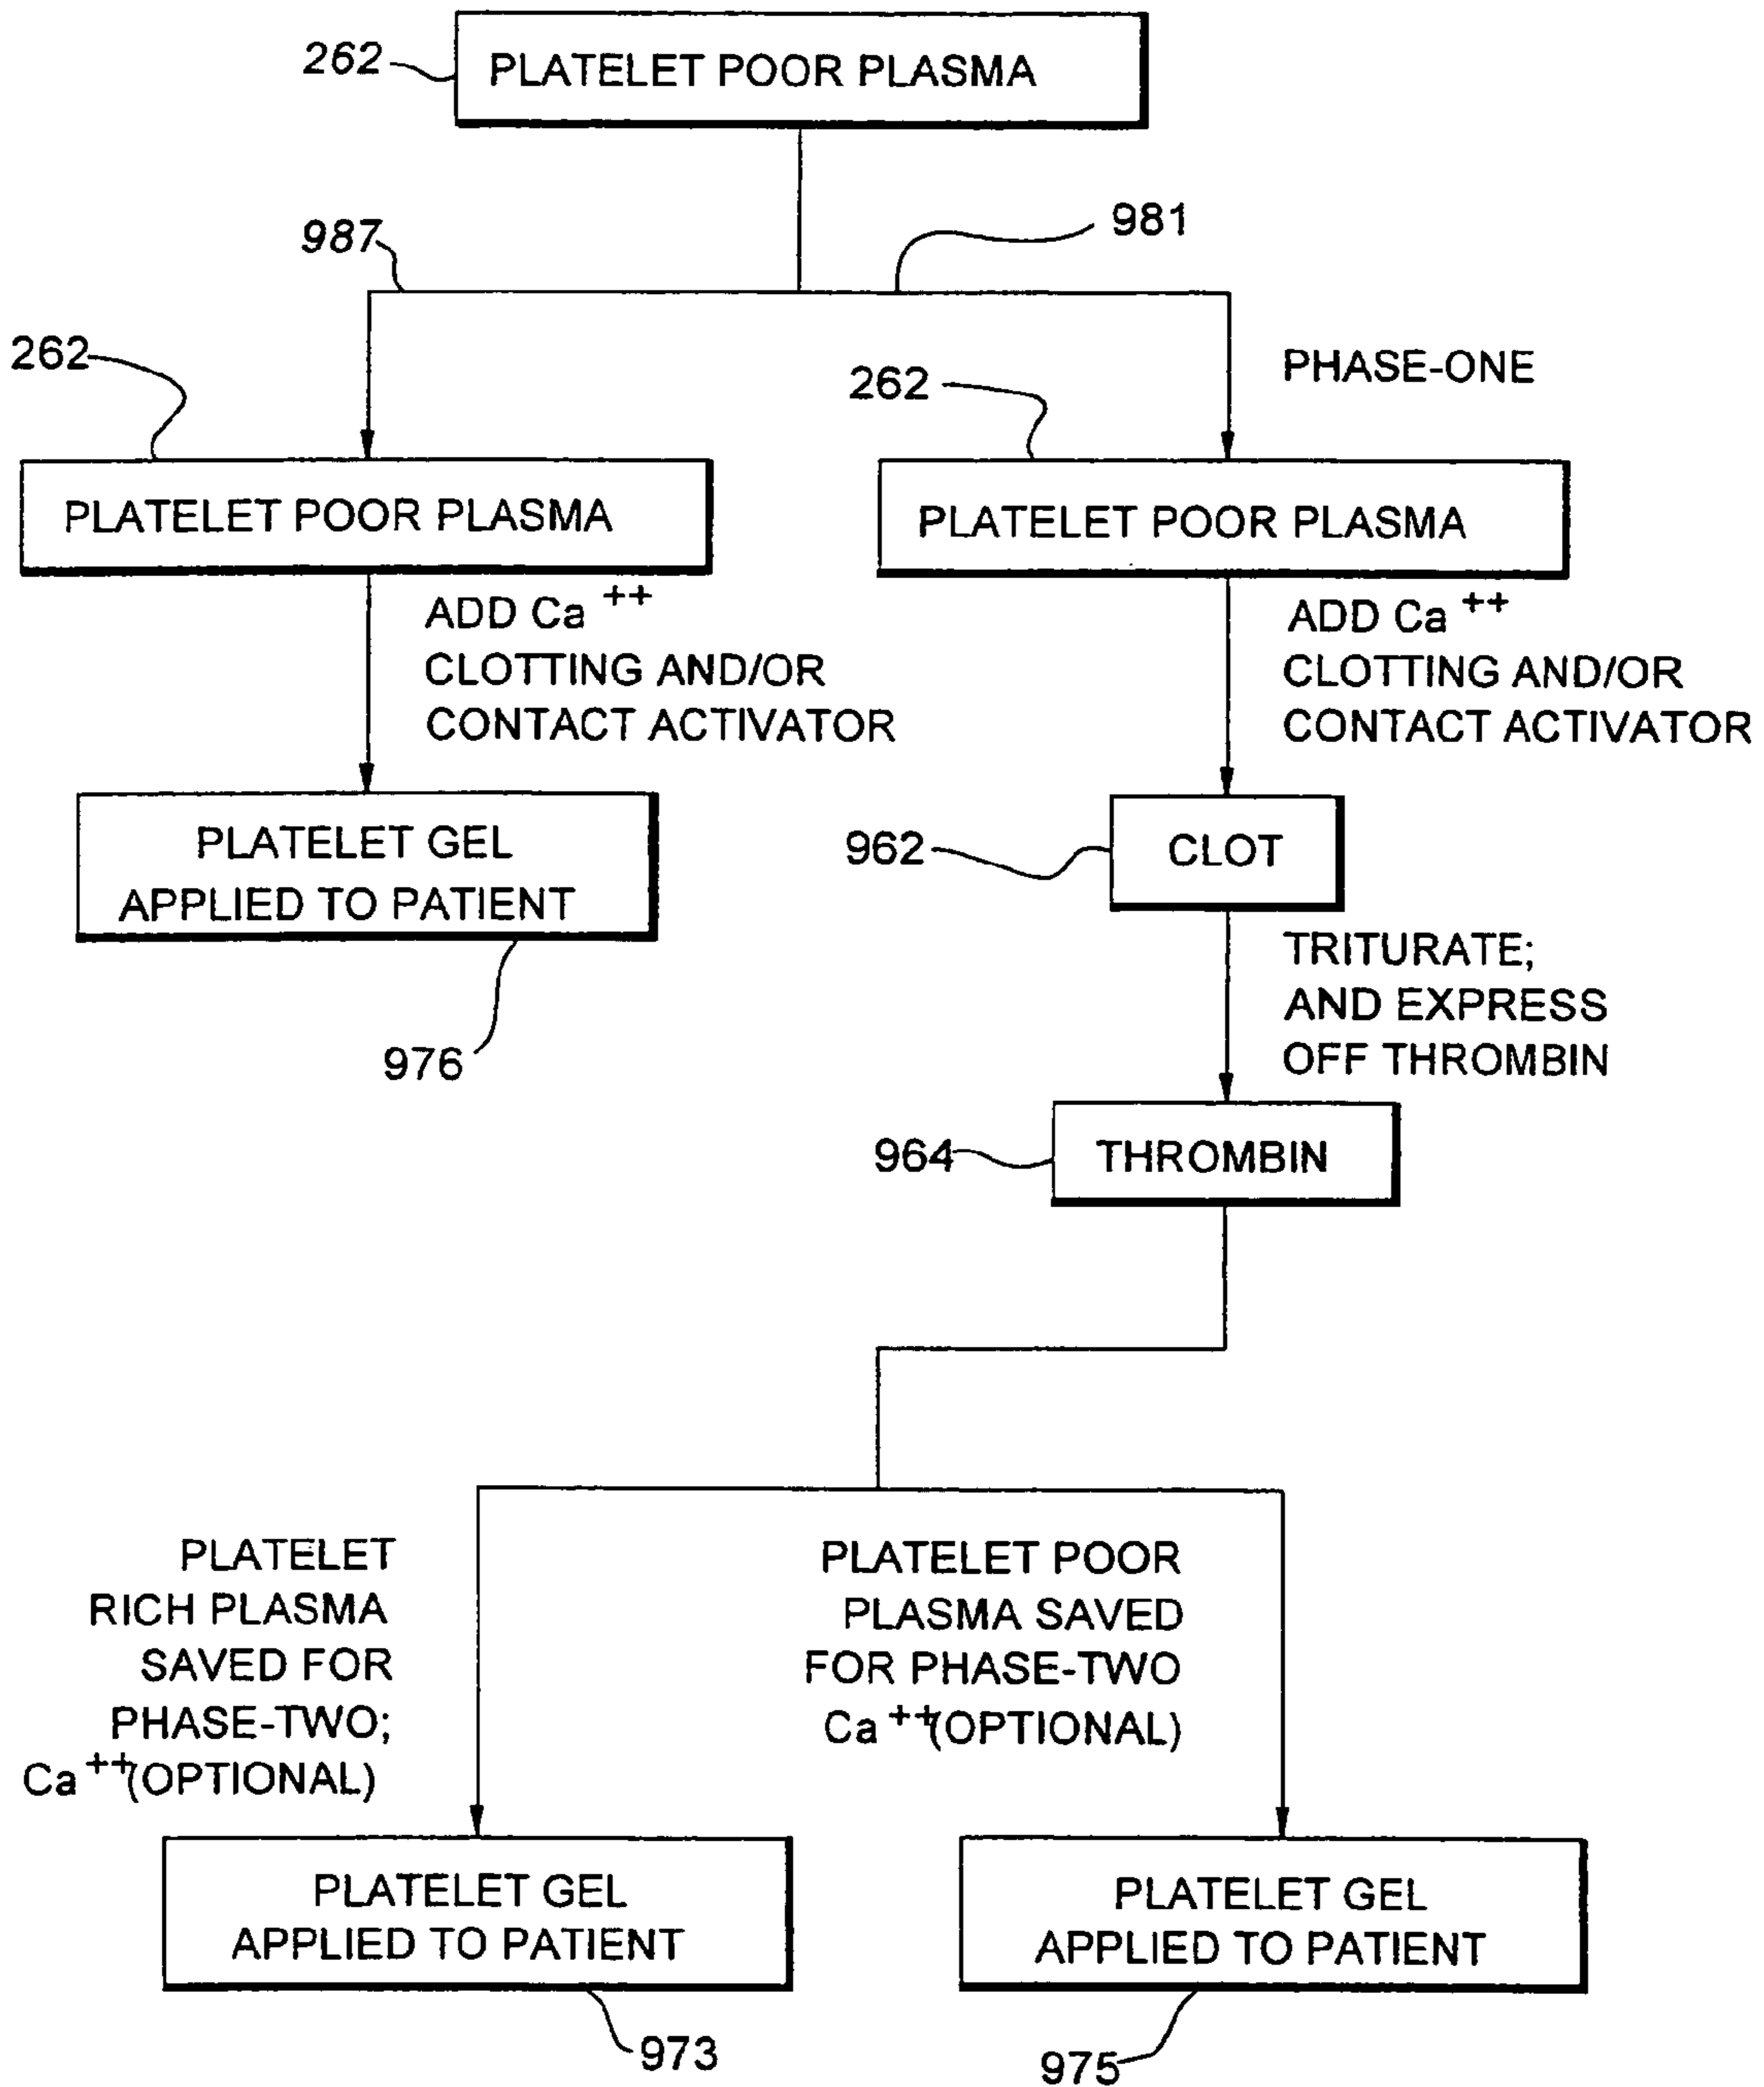 262
PLATELET POOR PLASMA
987
981
262
262
PHASE-ONE
PLATELET POOR PLASMA
PLATELET POOR PLASMA
ADD Ca ++
CLOTTING AND/OR
CONTACT ACTIVATOR
ADD Ca ++
CLOTTING AND/OR
CONTACT ACTIVATOR
PLATELET GEL
APPLIED TO PATIENT
976
962
CLOT
TRITURATE;
AND EXPRESS
OFF THROMBIN
964
THROMBIN
PLATELET
RICH PLASMA
SAVED FOR
PHASE-TWO;
Ca ++(OPTIONAL)
PLATELET POOR
PLASMA SAVED
FOR PHASE-TWO
Ca ++(OPTIONAL)
PLATELET GEL
APPLIED TO PATIENT
973
PLATELET GEL
APPLIED TO PATIENT
975